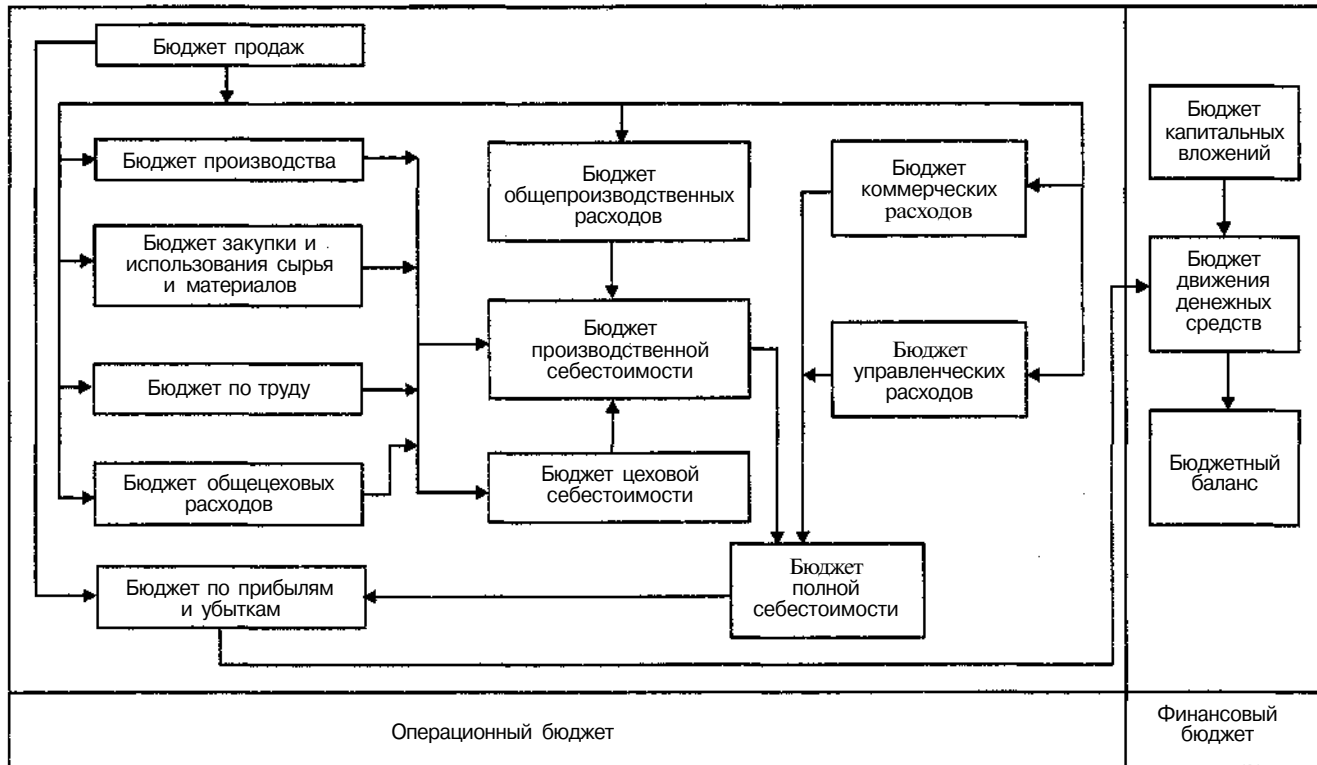 Бюджет продаж
Бюджет производства
Бюджет закупки и
использования сырья
и материалов
Бюджет по труду
Бюджет общецеховых
расходов
Бюджет по прибылям
и убыткам
Бюджет
общепроизводственных
расходов
Бюджет
производственной
себестоимости
Бюджет цеховой
себестоимости
Бюджет
коммерческих
расходов
Бюджет
управленческих
расходов
Бюджет
полной
себестоимости
Бюджет
капитальных
вложений
Бюджет
движения
денежных
средств
Бюджетный
баланс
Операционный бюджет
Финансовый
бюджет